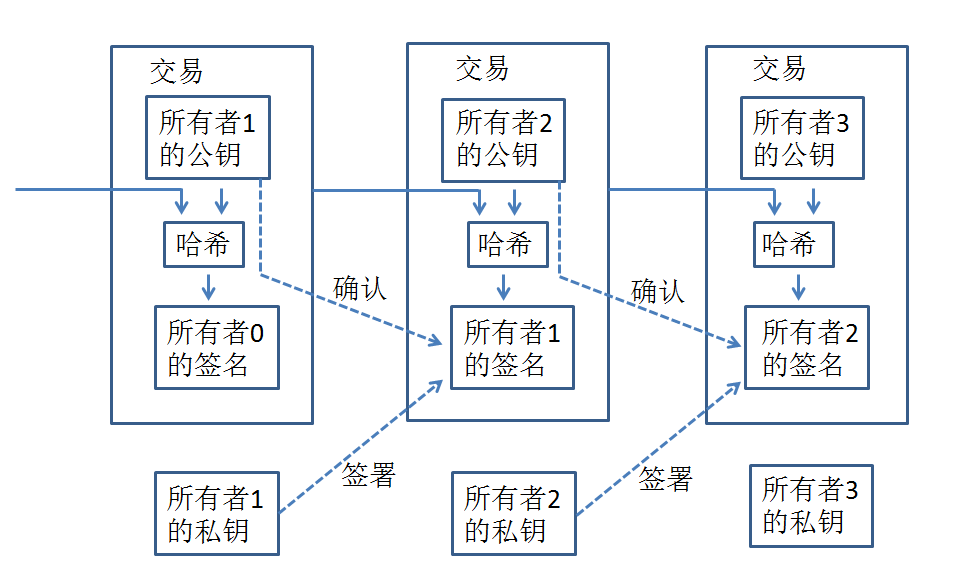 交易
所有者1
的公钥
哈希
所有者0
的签名
确认
交易
所有者2
的公钥
哈希
所有者1
的签名
确认
交易
所有者3
的公钥
哈希
所有者2
的签名
所有者1
的私钥
签署
所有者2
的私钥
签署
所有者3
的私钥